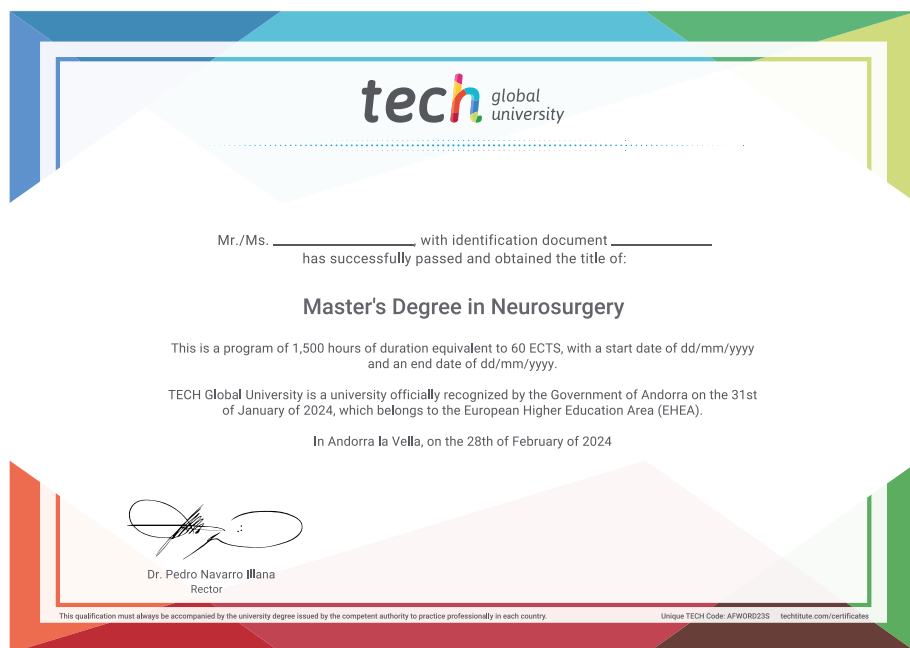 tech global university
Mr./Ms. ____________________, with identification document ______________
has successfully passed and obtained the title of:
Master's Degree in Neurosurgery
This is a program of 1,500 hours of duration equivalent to 60 ECTS, with a start date of dd/mm/yyyy
and an end date of dd/mm/yyyy.
TECH Global University is a university officially recognized by the Government of Andorra on the 31st
of January of 2024, which belongs to the European Higher Education Area (EHEA).
In Andorra la Vella, on the 28th of February of 2024
Dr. Pedro Navarro Illana
Rector
This qualification must always be accompanied by the university degree issued by the competent authority to practice professionally in each country.
Unique TECH Code: AFWORD23S techtitute.com/certificates